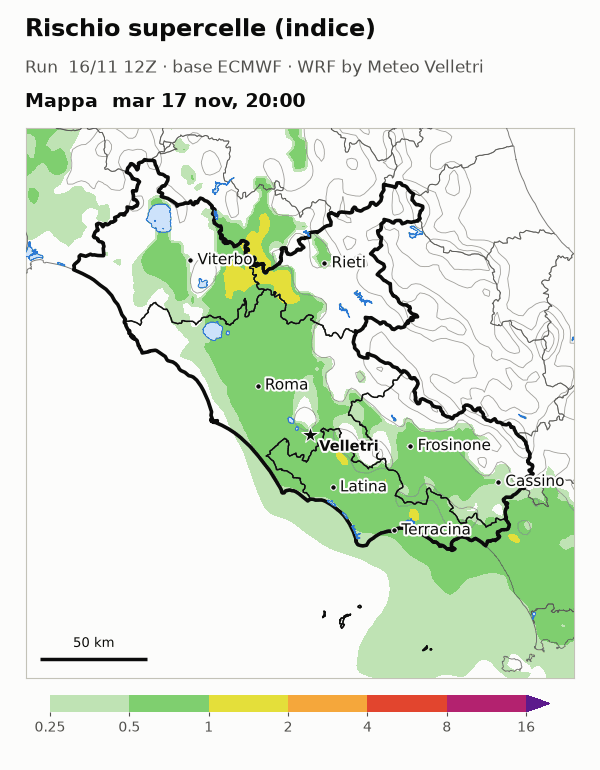 Rischio supercelle (indice)
Run  16/11 12Z · base ECMWF · WRF by Meteo Velletri
Mappa  mar 17 nov, 20:00
Viterbo
Rieti
Roma
Velletri
Frosinone
Cassino
Latina
Terracina
50 km
0.25 0.5 1 2 4 8 16